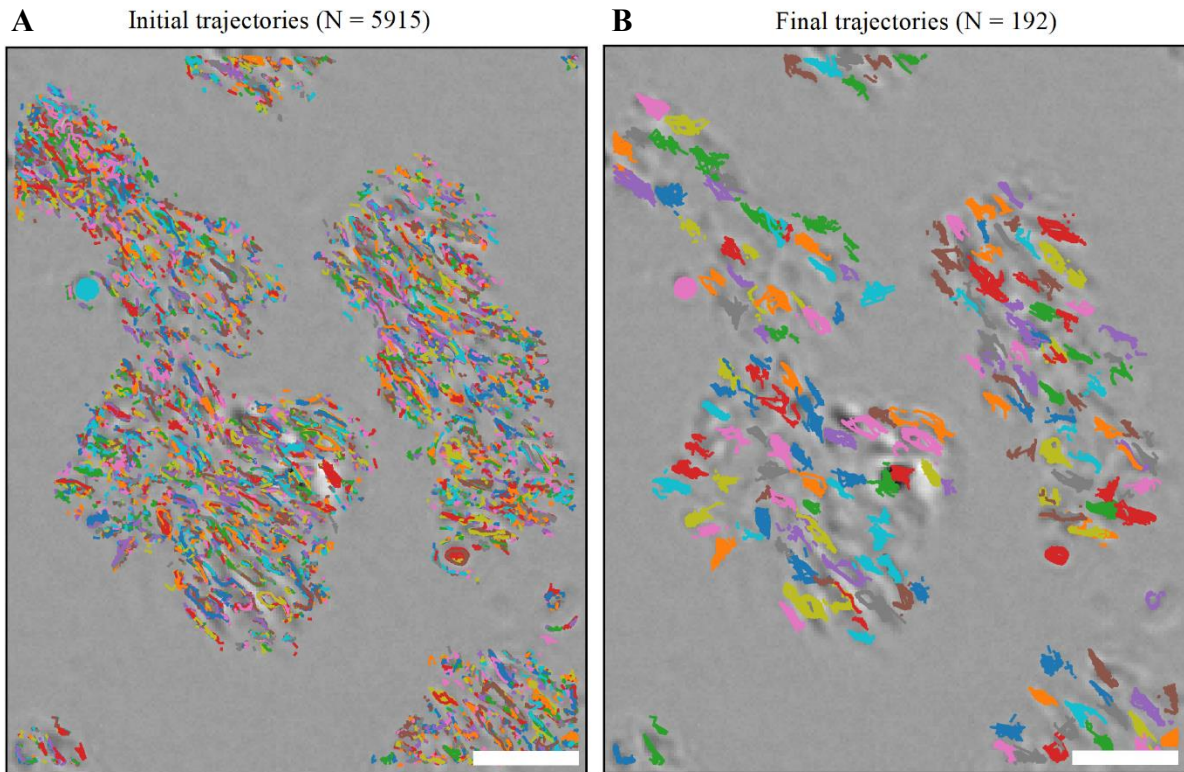 A Initial trajectories (N = 5915)
B Final trajectories (N = 192)